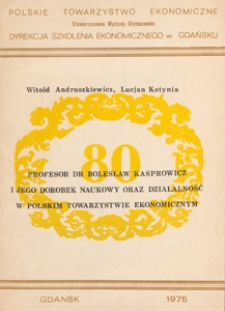 POLSKIE TOWARZYSTWO EKONOMICZNE
Stowarzyszenie Wyższej Użyteczności
DYREKCJA SZKOLENIA EKONOMICZNEGO w GDAŃSKU
Witold Andruszkiewicz, Lucjan Kotynia
80
PROFESOR DR BOLESŁAW KASPROWICZ
I JEGO DOROBEK NAUKOWY ORAZ DZIAŁALNOŚĆ
W POLSKIM TOWARZYSTWIE EKONOMICZNYM
GDAŃSK 1975